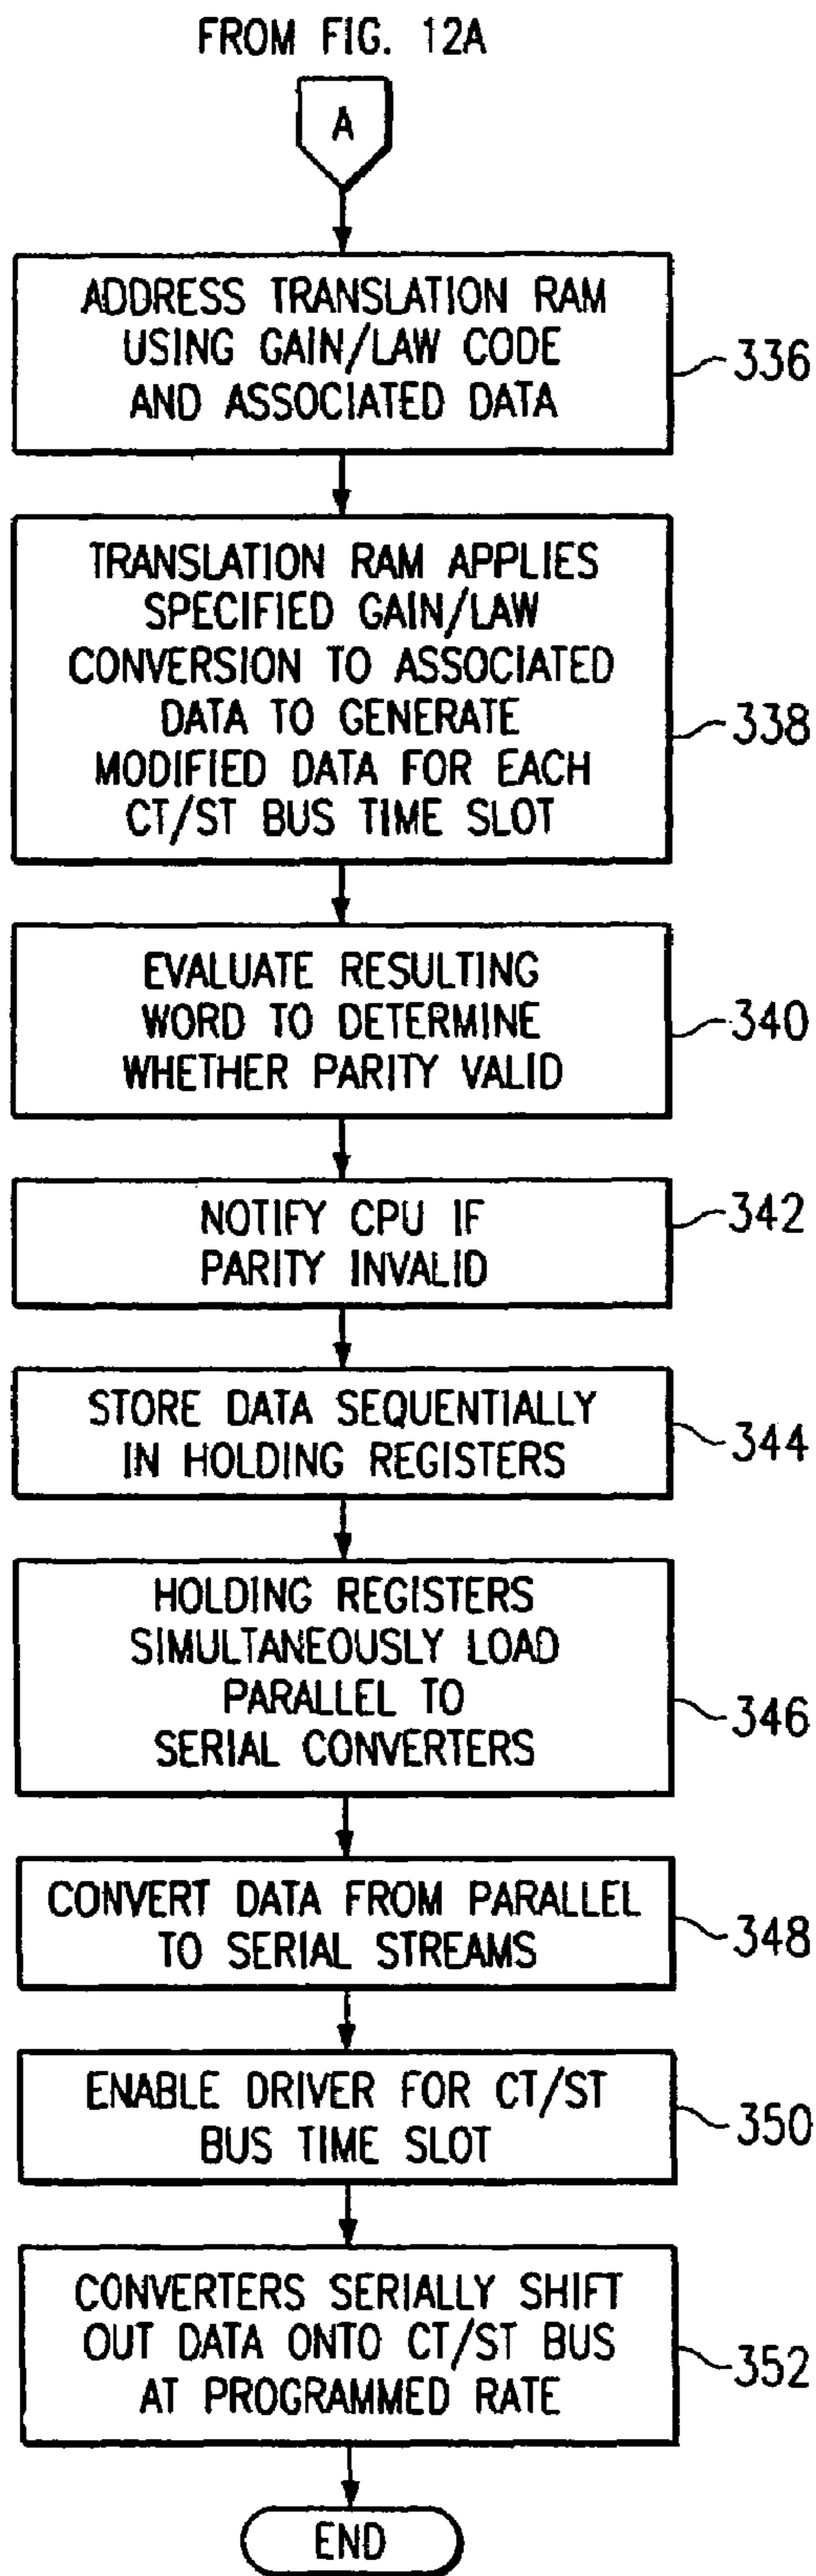 FROM FIG. 12A
A
ADDRESS TRANSLATION RAM
USING GAIN/LAW CODE
AND ASSOCIATED DATA
336
TRANSLATION RAM APPLIES
SPECIFIED GAIN/LAW
CONVERSION TO ASSOCIATED
DATA TO GENERATE
MODIFIED DATA FOR EACH
CT/ST BUS TIME SLOT
338
EVALUATE RESULTING
WORD TO DETERMINE
WHETHER PARITY VALID
340
NOTIFY CPU IF
PARITY INVALID
342
STORE DATA SEQUENTIALLY
IN HOLDING REGISTERS
344
HOLDING REGISTERS
SIMULTANEOUSLY LOAD
PARALLEL TO
SERIAL CONVERTERS
346
CONVERT DATA FROM PARALLEL
TO SERIAL STREAMS
348
ENABLE DRIVER FOR CT/ST
BUS TIME SLOT
350
CONVERTERS SERIALLY SHIFT
OUT DATA ONTO CT/ST BUS
AT PROGRAMMED RATE
352
END